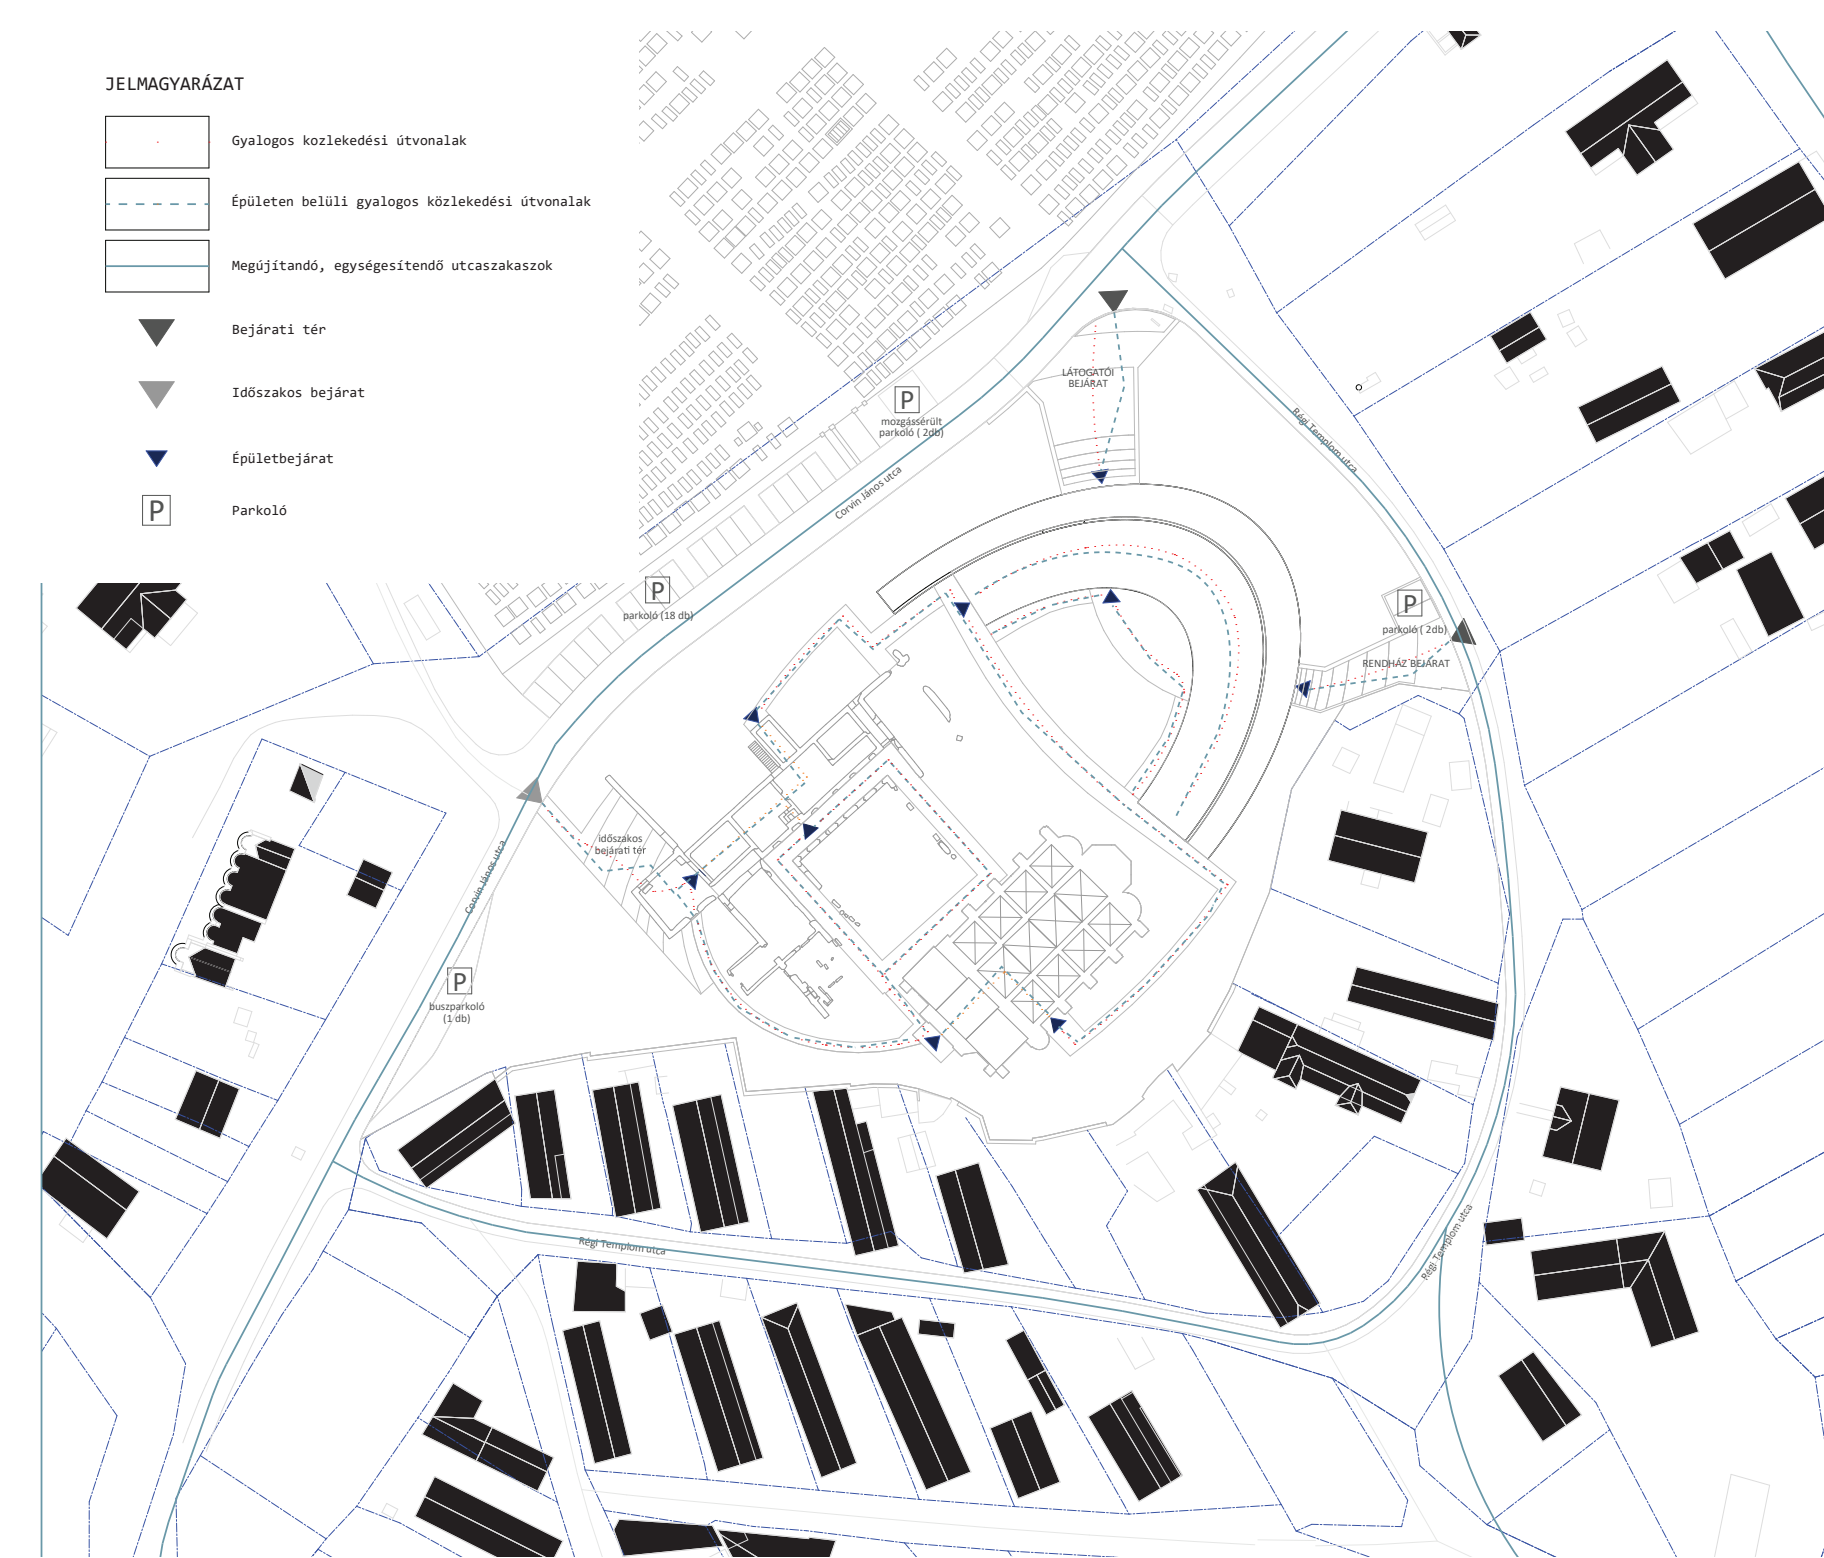 JELMAGYARÁZAT
Gyalogos kozlekedési útvonalak
Épületen belüli gyalogos közlekedési útvonalak
Megújítandó, egységesítendő utcaszakaszok
Bejárati tér
Időszakos bejárat
Épületbejárat
P
Parkoló
LÁTOGATÓI
BEJÁRAT
P
mozgássérült
parkoló ( 2db)
Régi Templom utca
Corvin János utca
P
parkoló (18 db)
P
parkoló ( 2db)
RENDHÁZ BEJÁRAT
időszakos
bejárati tér
Corvin János utca
P
buszparkoló
(1 db)
Régi Templom utca
Régi Templom utca